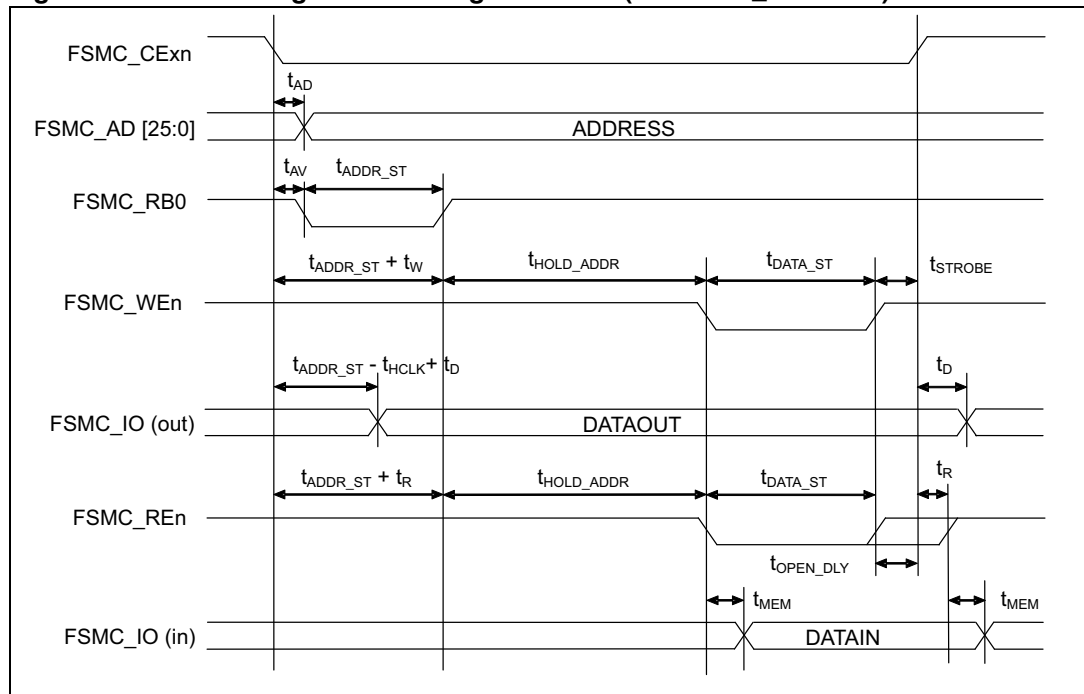 FSMC_CExn
tAD
FSMC_AD [25:0]
ADDRESS
tAV tADDR_ST
FSMC_RB0
tADDR_ST + tW tHOLD_ADDR tDATA_ST tSTROBE
FSMC_WEn
tADDR_ST - tHCLK+ tD tD
FSMC_IO (out)
DATAOUT
tADDR_ST + tR tHOLD_ADDR tDATA_ST tR
FSMC_REn
tOPEN_DLY
tMEM tMEM
FSMC_IO (in)
DATAIN